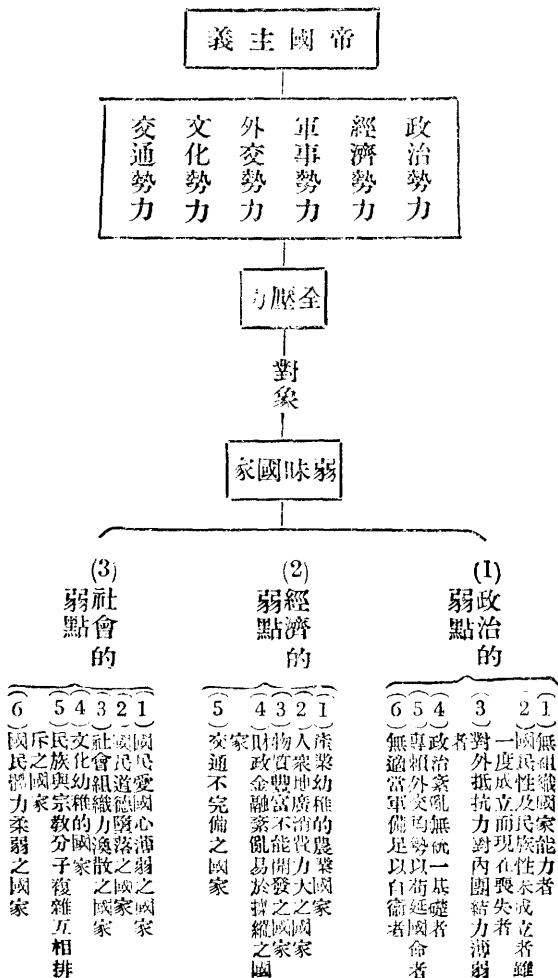 帝國主義
政治勢力
經濟勢力
軍事勢力
外交勢力
文化勢力
交通勢力
全壓力
對象
弱昧國家
(1)政治的
弱點
(1)無組織國家能力者
(2)國民性及民族性未成立者雖
一度成立而現在喪失者
(3)對外抵抗力對內團結力薄弱
者
(4)政治紊亂無統一基礎者
(5)專賴外交均勢以苟延國命者
(6)無適當軍備足以自衞者
(2)經濟的
弱點
(1)產業幼稚的農業國家
(2)人衆地廣消費力大之國家
(3)物質豐富不能開發之國家
(4)財政金融紊亂易於操縱之國
家
(5)交通不完備之國家
(3)社會的
弱點
(1)國民愛國心薄弱之國家
(2)國民道德墮落之國家
(3)社會組織力渙散之國家
(4)文化幼稚的國家
(5)民族與宗教分子複雜互相排
斥之國家
(6)國民體力柔弱之國家